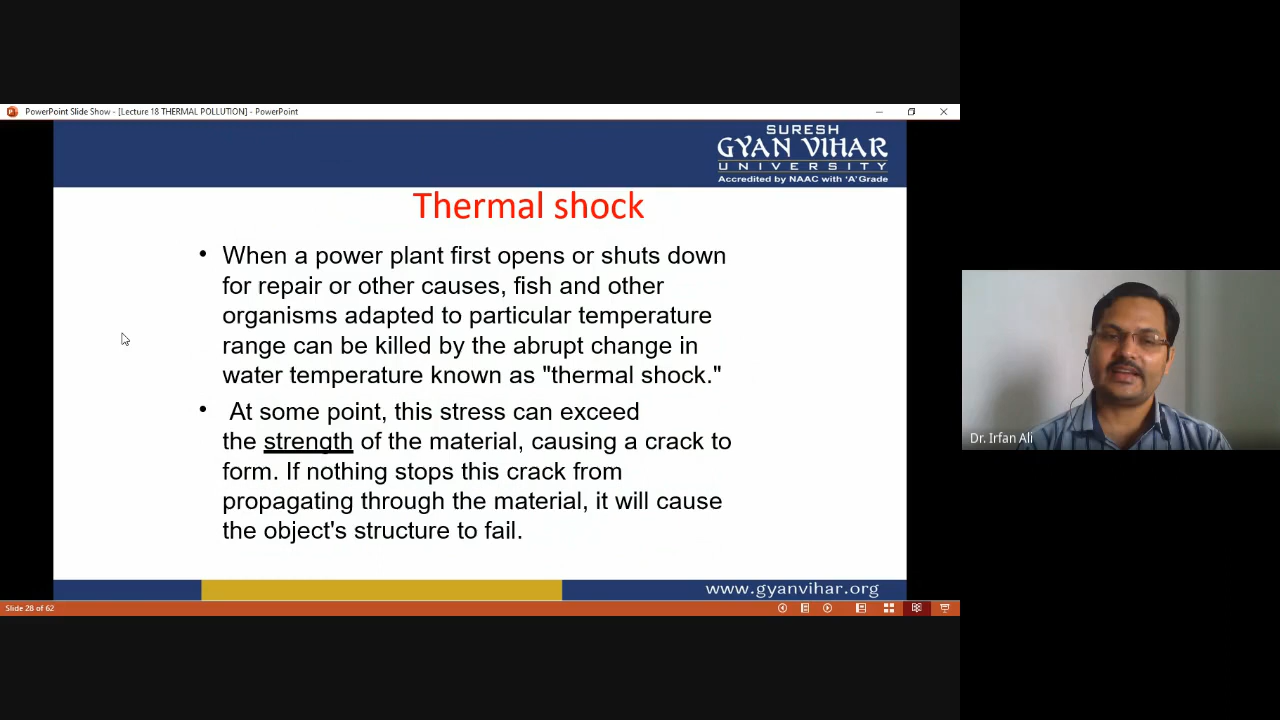 PowerPoint Slide Show - [Lecture 18 THERMAL POLLUTION] - PowerPoint
SURESH
GYAN VIHAR
UNIVERSITY
Accredited by NAAC with 'A' Grade
Thermal shock
• When a power plant first opens or shuts down
for repair or other causes, fish and other
organisms adapted to particular temperature
range can be killed by the abrupt change in
water temperature known as "thermal shock."
• At some point, this stress can exceed
the strength of the material, causing a crack to
form. If nothing stops this crack from
propagating through the material, it will cause
the object's structure to fail.
www.gyanvihar.org
Slide 28 of 62
Dr. Irfan Ali